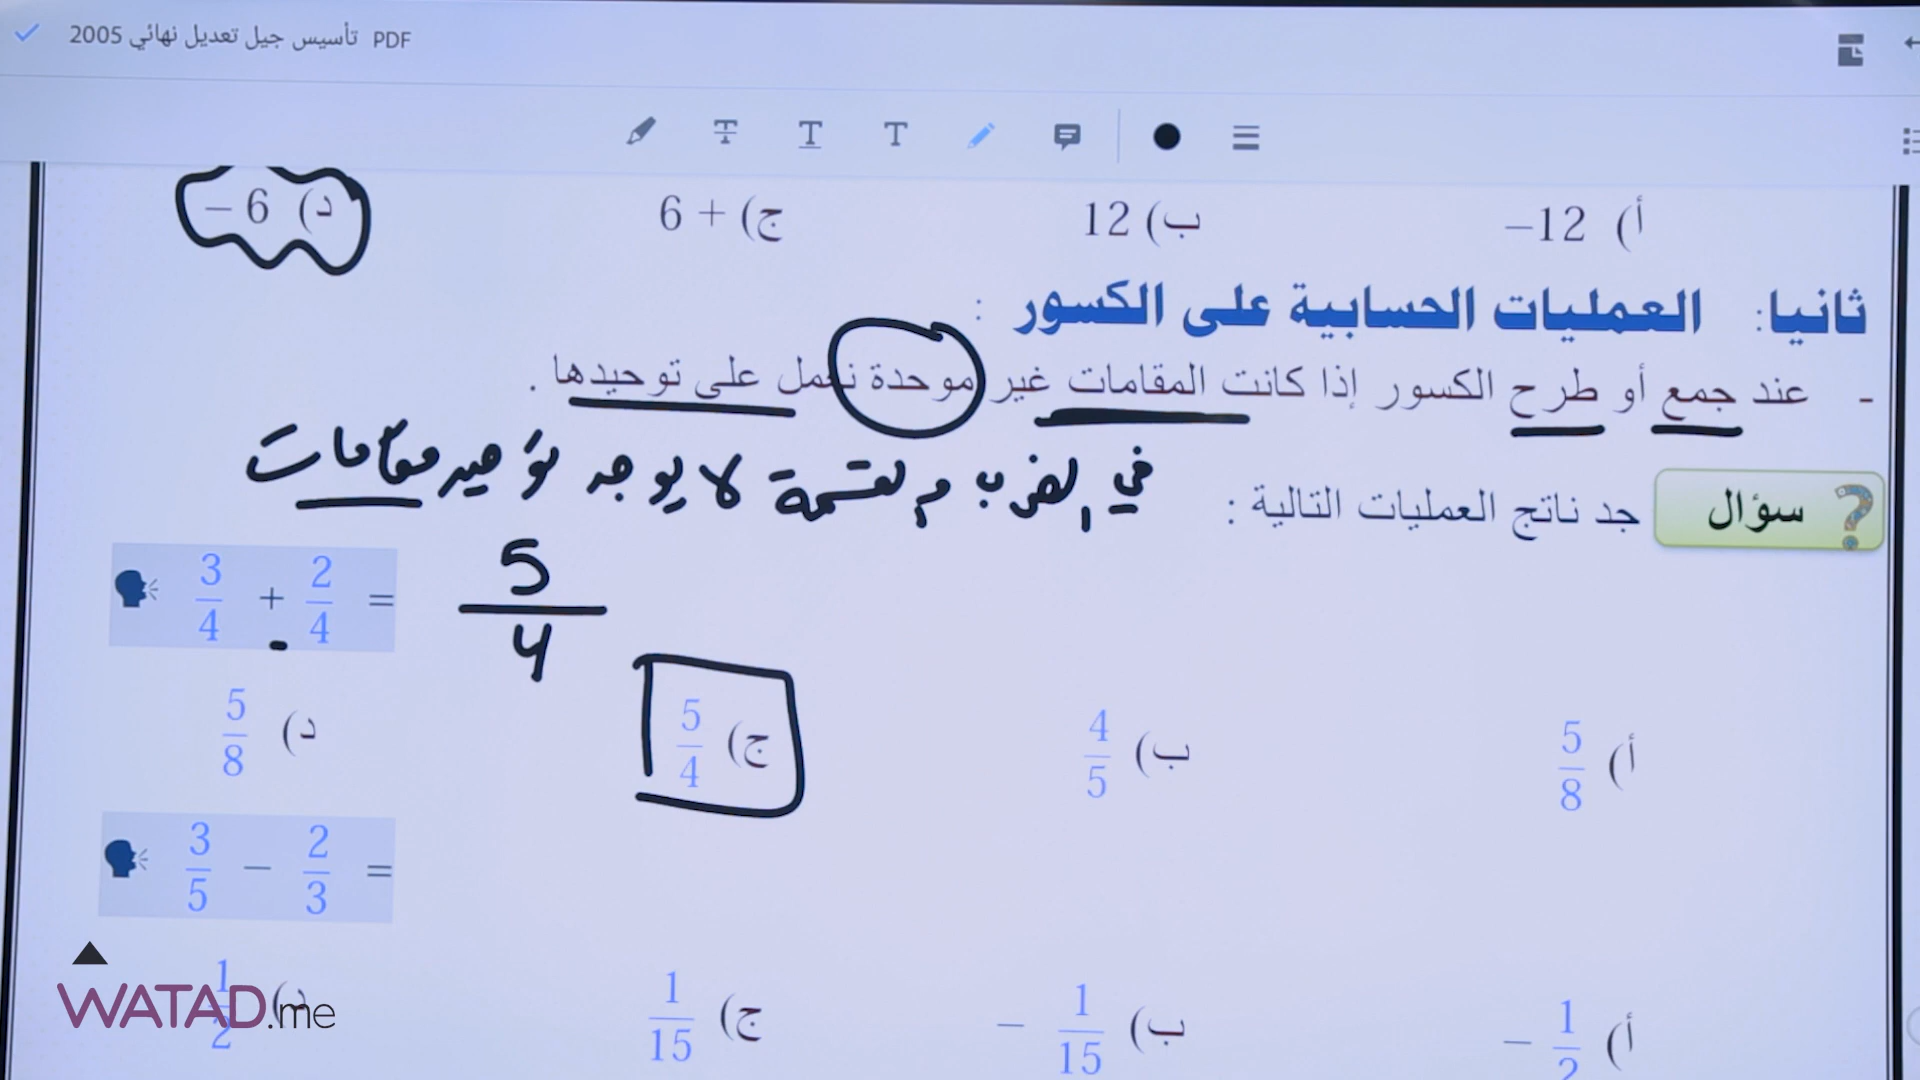 تأسيس جيل تعديل نهائي 2005 PDF
T T T
أ) −12 ب) 12 ج) + 6 د) − 6
ثانيا: العمليات الحسابية على الكسور :
- عند جمع أو طرح الكسور إذا كانت المقامات غير موحدة نعمل على توحيدها .
في الضرب والقسمة لا يوجد توحيد مقامات
سؤال جد ناتج العمليات التالية :
3/4 + 2/4 =
5/4
أ) 5/8 ب) 4/5 ج) 5/4 د) 5/8
3/5 − 2/3 =
أ) − 1/2 ب) − 1/15 ج) 1/15 د) 1/2
WATAD.me